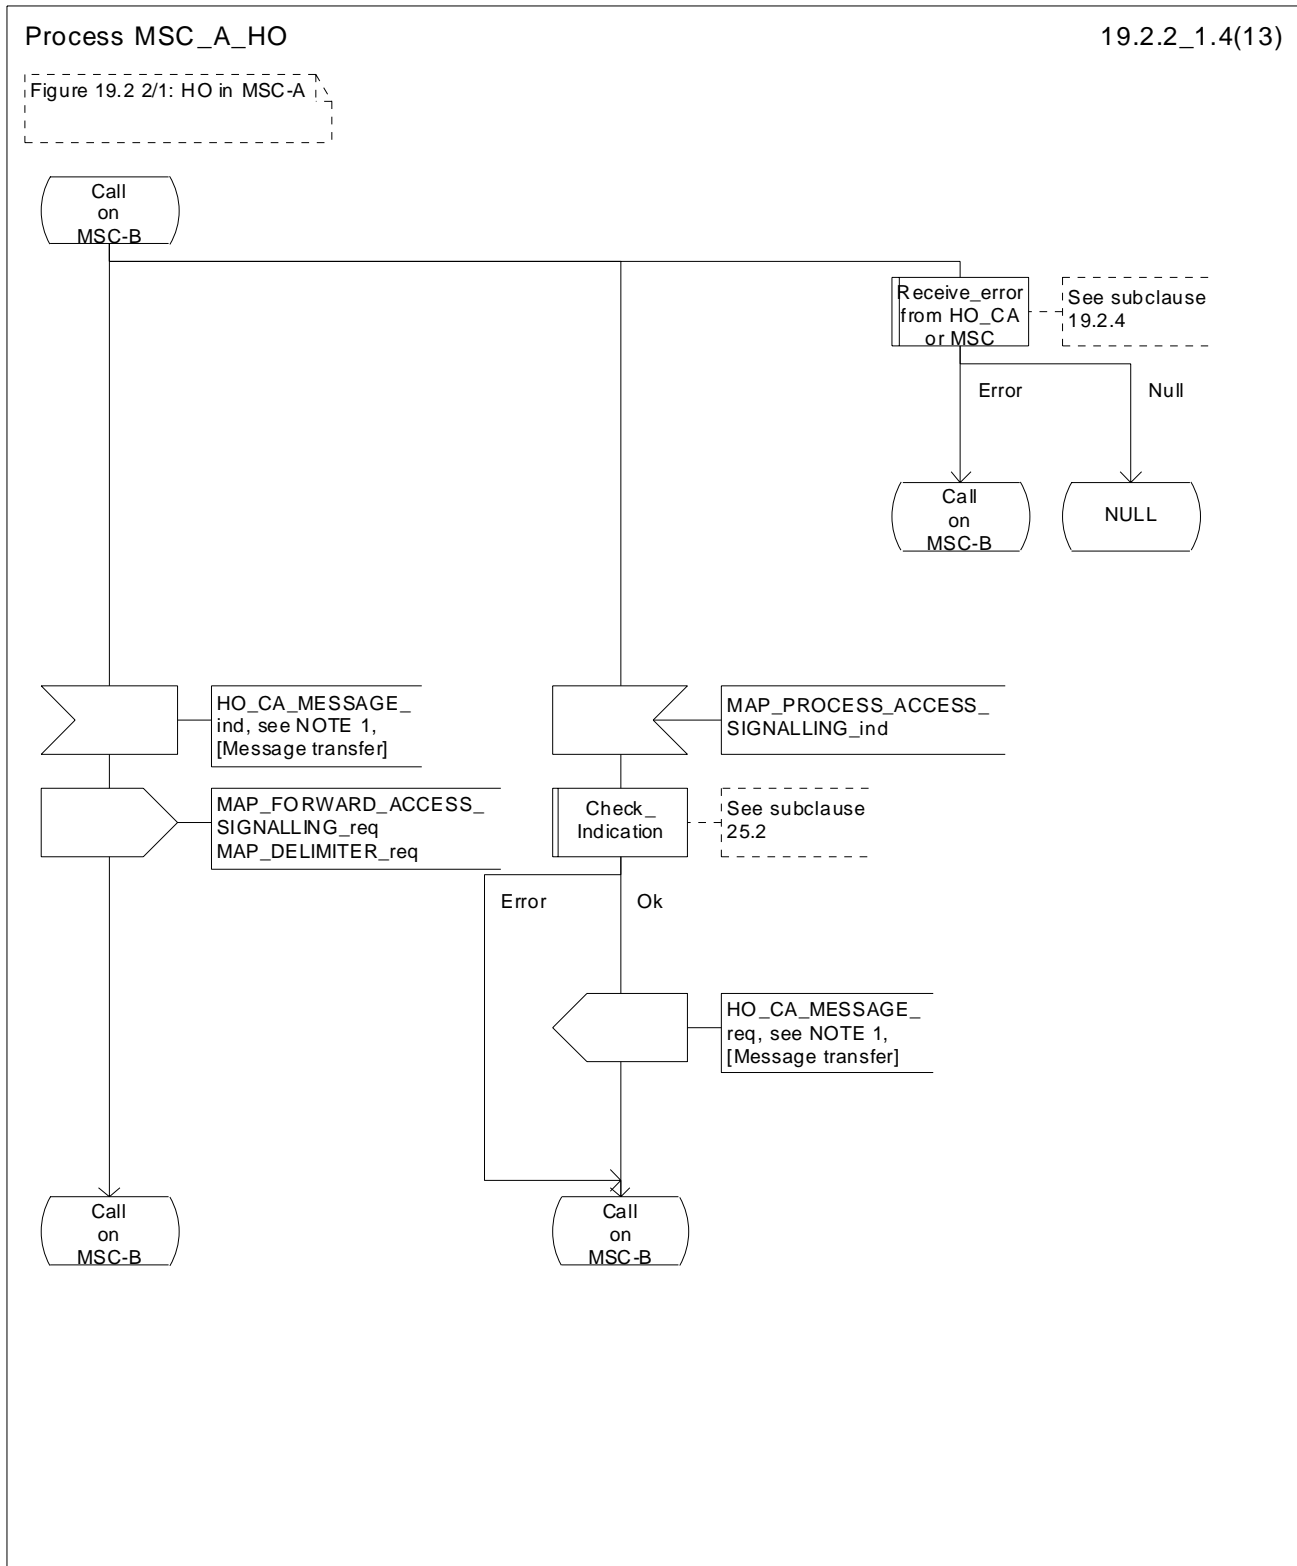 Process MSC_A_HO
19.2.2_1.4(13)
Figure 19.2 2/1: HO in MSC-A
Call
on
MSC-B
Receive_error
from HO_CA
or MSC
See subclause
19.2.4
Error
Null
Call
on
MSC-B
NULL
HO_CA_MESSAGE_
ind, see NOTE 1,
[Message transfer]
MAP_PROCESS_ACCESS_
SIGNALLING_ind
MAP_FORWARD_ACCESS_
SIGNALLING_req
MAP_DELIMITER_req
Check_
Indication
See subclause
25.2
Error
Ok
HO_CA_MESSAGE_
req, see NOTE 1,
[Message transfer]
Call
on
MSC-B
Call
on
MSC-B